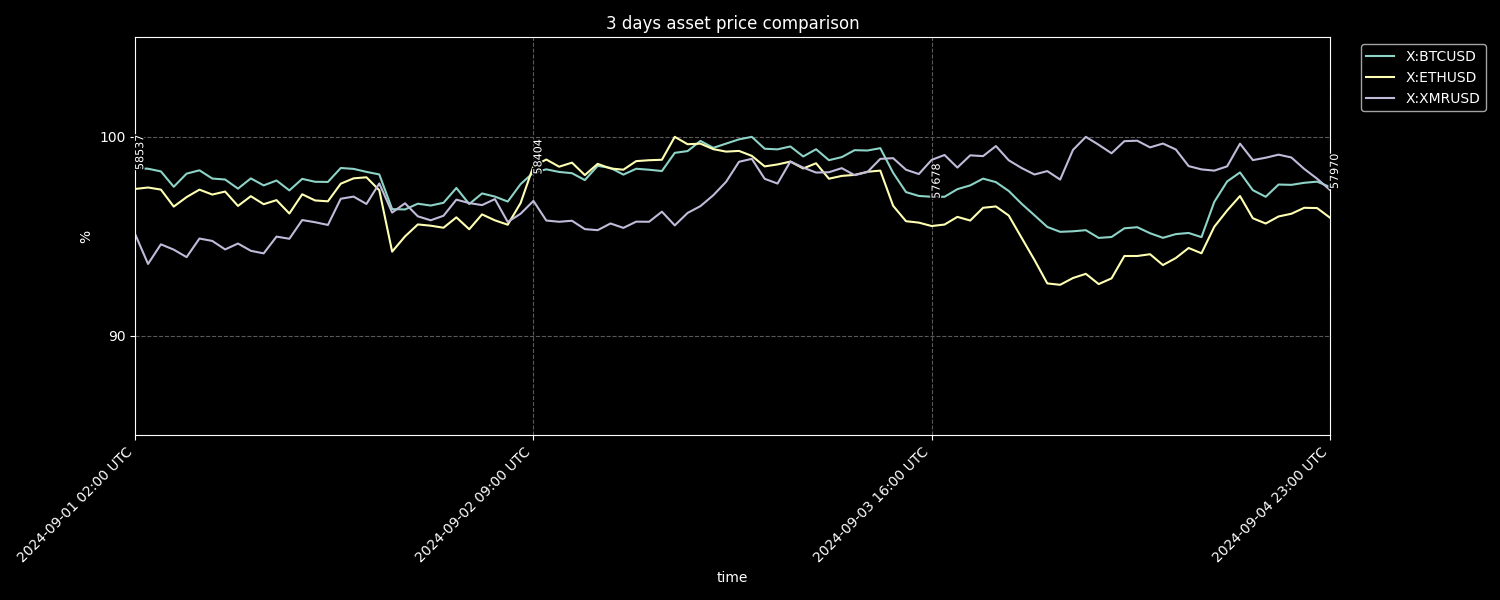 3 days asset price comparison
X:BTCUSD
X:ETHUSD
X:XMRUSD
100
90
%
58537
58404
57678
57970
2024-09-01 02:00 UTC
2024-09-02 09:00 UTC
2024-09-03 16:00 UTC
2024-09-04 23:00 UTC
time